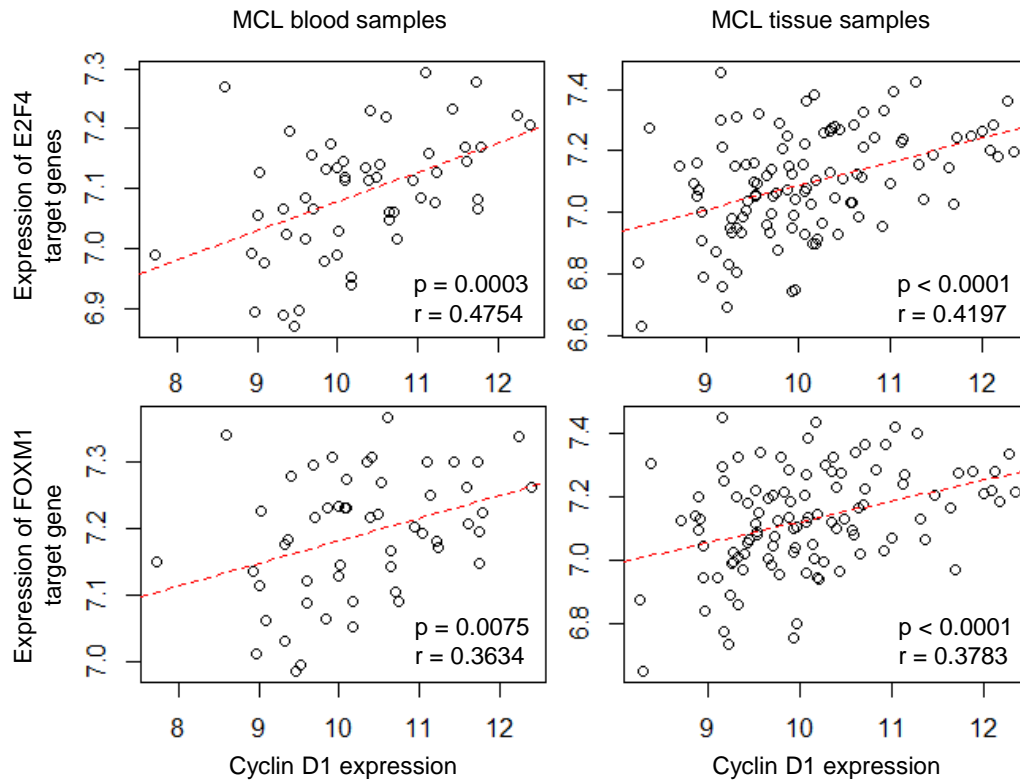 MCL blood samples
MCL tissue samples
Expression of E2F4
target genes
7.3
7.2
7.1
7.0
6.9
p = 0.0003
r = 0.4754
8 9 10 11 12
7.4
7.2
7.0
6.8
6.6
p < 0.0001
r = 0.4197
9 10 11 12
Expression of FOXM1
target gene
7.3
7.2
7.1
7.0
p = 0.0075
r = 0.3634
8 9 10 11 12
Cyclin D1 expression
7.4
7.2
7.0
6.8
p < 0.0001
r = 0.3783
9 10 11 12
Cyclin D1 expression